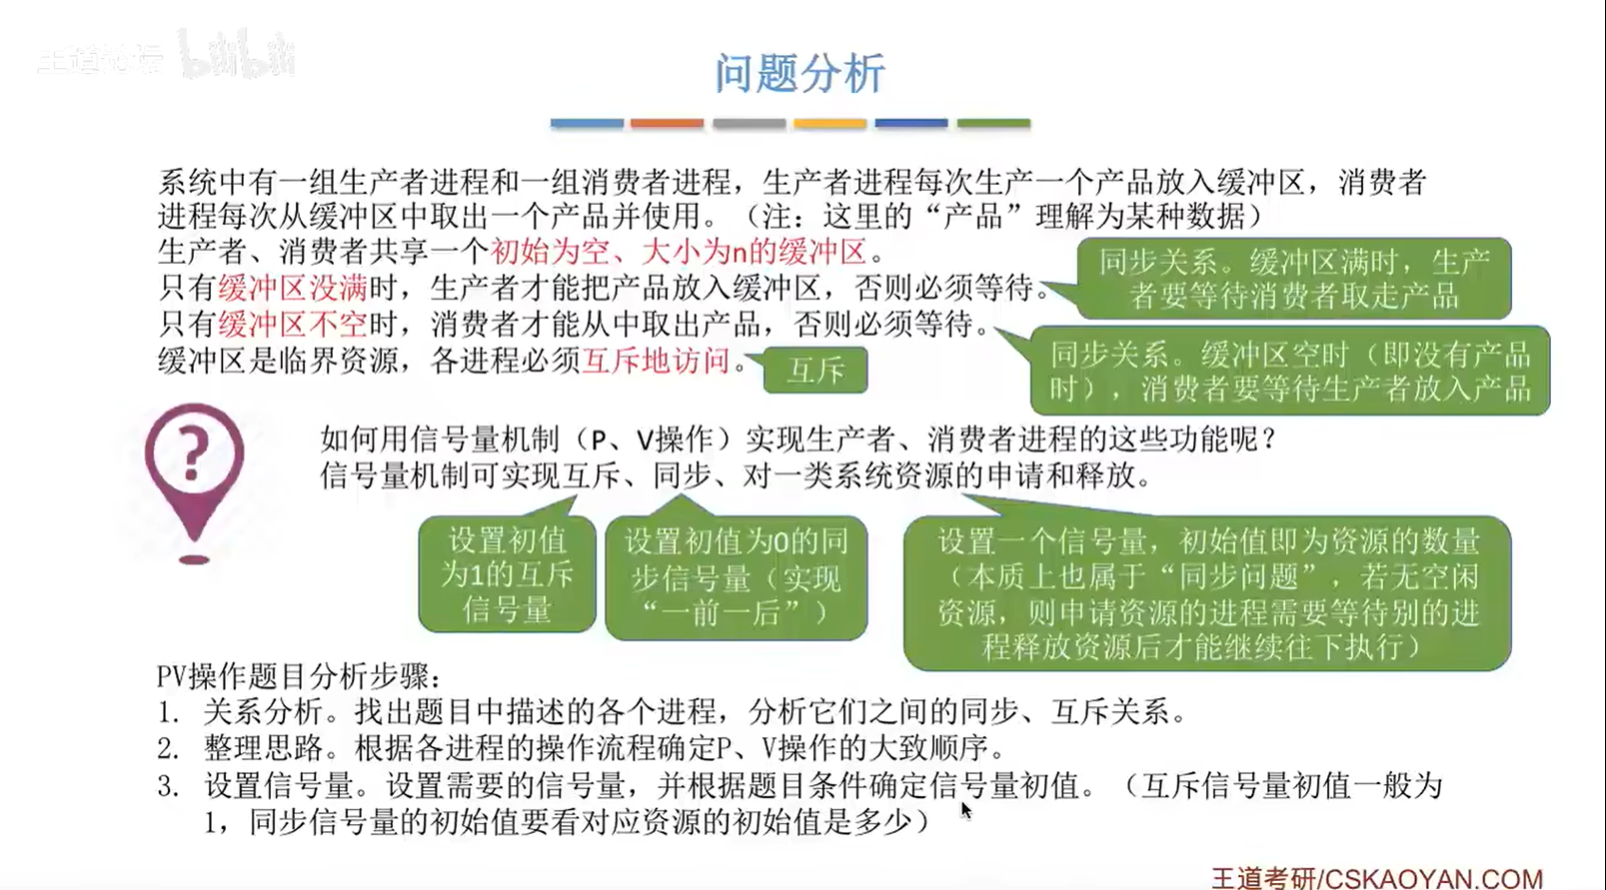 王道论坛 bilibili
问题分析
系统中有一组生产者进程和一组消费者进程，生产者进程每次生产一个产品放入缓冲区，消费者
进程每次从缓冲区中取出一个产品并使用。（注：这里的“产品”理解为某种数据）
生产者、消费者共享一个初始为空、大小为n的缓冲区。
只有缓冲区没满时，生产者才能把产品放入缓冲区，否则必须等待。
同步关系。缓冲区满时，生产
者要等待消费者取走产品
只有缓冲区不空时，消费者才能从中取出产品，否则必须等待。
同步关系。缓冲区空时（即没有产品
时），消费者要等待生产者放入产品
缓冲区是临界资源，各进程必须互斥地访问。
互斥
?
如何用信号量机制（P、V操作）实现生产者、消费者进程的这些功能呢？
信号量机制可实现互斥、同步、对一类系统资源的申请和释放。
设置初值
为1的互斥
信号量
设置初值为0的同
步信号量（实现
“一前一后”）
设置一个信号量，初始值即为资源的数量
（本质上也属于“同步问题”，若无空闲
资源，则申请资源的进程需要等待别的进
程释放资源后才能继续往下执行）
PV操作题目分析步骤：
1. 关系分析。找出题目中描述的各个进程，分析它们之间的同步、互斥关系。
2. 整理思路。根据各进程的操作流程确定P、V操作的大致顺序。
3. 设置信号量。设置需要的信号量，并根据题目条件确定信号量初值。（互斥信号量初值一般为
1，同步信号量的初始值要看对应资源的初始值是多少）
王道考研/CSKAOYAN.COM